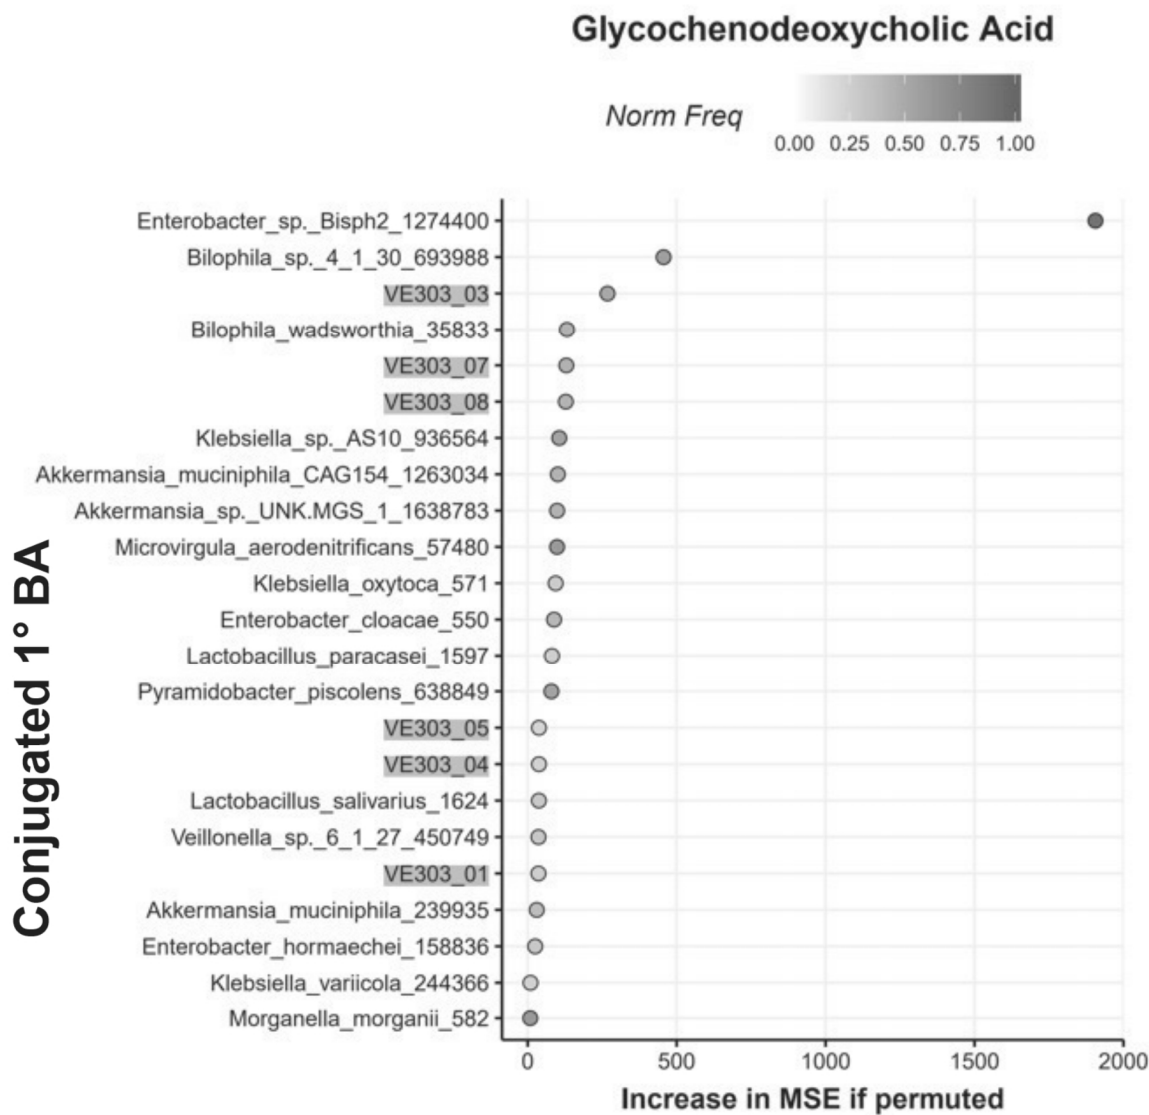 Glycochenodeoxycholic Acid
Norm Freq
0.00 0.25 0.50 0.75 1.00
Conjugated 1° BA
Enterobacter_sp._Bisph2_1274400
Bilophila_sp._4_1_30_693988
VE303_03
Bilophila_wadsworthia_35833
VE303_07
VE303_08
Klebsiella_sp._AS10_936564
Akkermansia_muciniphila_CAG154_1263034
Akkermansia_sp._UNK.MGS_1_1638783
Microvirgula_aerodenitrificans_57480
Klebsiella_oxytoca_571
Enterobacter_cloacae_550
Lactobacillus_paracasei_1597
Pyramidobacter_piscolens_638849
VE303_05
VE303_04
Lactobacillus_salivarius_1624
Veillonella_sp._6_1_27_450749
VE303_01
Akkermansia_muciniphila_239935
Enterobacter_hormaechei_158836
Klebsiella_variicola_244366
Morganella_morganii_582
0 500 1000 1500 2000
Increase in MSE if permuted